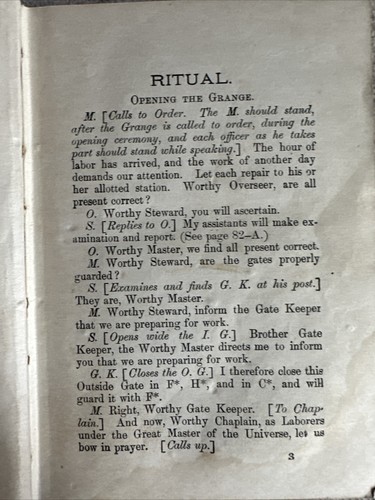 RITUAL.
OPENING THE GRANGE.
M. [Calls to Order. The M. should stand,
after the Grange is called to order, during the
opening ceremony, and each officer as he takes
part should stand while speaking.] The hour of
labor has arrived, and the work of another day
demands our attention. Let each repair to his or
her allotted station. Worthy Overseer, are all
present correct?
O. Worthy Steward, you will ascertain.
S. [Replies to O.] My assistants will make ex-
amination and report. (See page 82-A.)
O. Worthy Master, we find all present correct.
M. Worthy Steward, are the gates properly
guarded?
S. [Examines and finds G. K. at his post.]
They are, Worthy Master.
M. Worthy Steward, inform the Gate Keeper
that we are preparing for work.
S. [Opens wide the I. G.] Brother Gate
Keeper, the Worthy Master directs me to inform
you that we are preparing for work.
G. K. [Closes the O. G.] I therefore close this
Outside Gate in F*, H*, and in C*, and will
guard it with F*.
M. Right, Worthy Gate Keeper. [To Chap-
lain.] And now, Worthy Chaplain, as Laborers
under the Great Master of the Universe, let us
bow in prayer. [Calls up.]
3